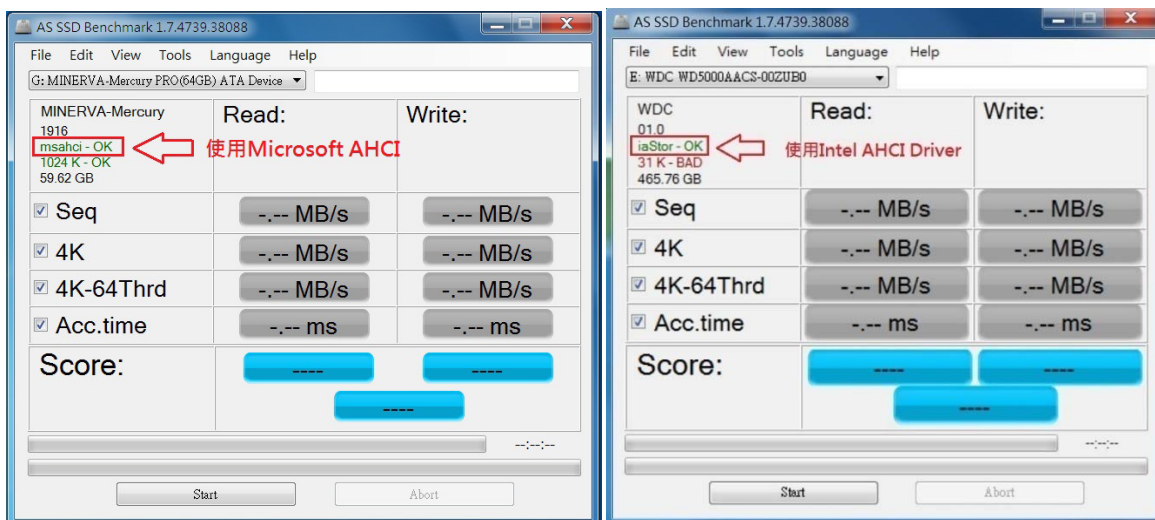 AS SSD Benchmark 1.7.4739.38088
File Edit View Tools Language Help
G: MINERVA-Mercury PRO(64GB) ATA Device
MINERVA-Mercury
1916
msahci - OK
1024 K - OK
59.62 GB
使用Microsoft AHCI
Read:
Write:
Seq
-.-- MB/s
-.-- MB/s
4K
-.-- MB/s
-.-- MB/s
4K-64Thrd
-.-- MB/s
-.-- MB/s
Acc.time
-.-- ms
-.-- ms
Score:
----
----
----
--:--:--
Start
Abort
AS SSD Benchmark 1.7.4739.38088
File Edit View Tools Language Help
E: WDC WD5000AACS-00ZUB0
WDC
01.0
iaStor - OK
31 K - BAD
465.76 GB
使用Intel AHCI Driver
Read:
Write:
Seq
-.-- MB/s
-.-- MB/s
4K
-.-- MB/s
-.-- MB/s
4K-64Thrd
-.-- MB/s
-.-- MB/s
Acc.time
-.-- ms
-.-- ms
Score:
----
----
----
--:--:--
Start
Abort